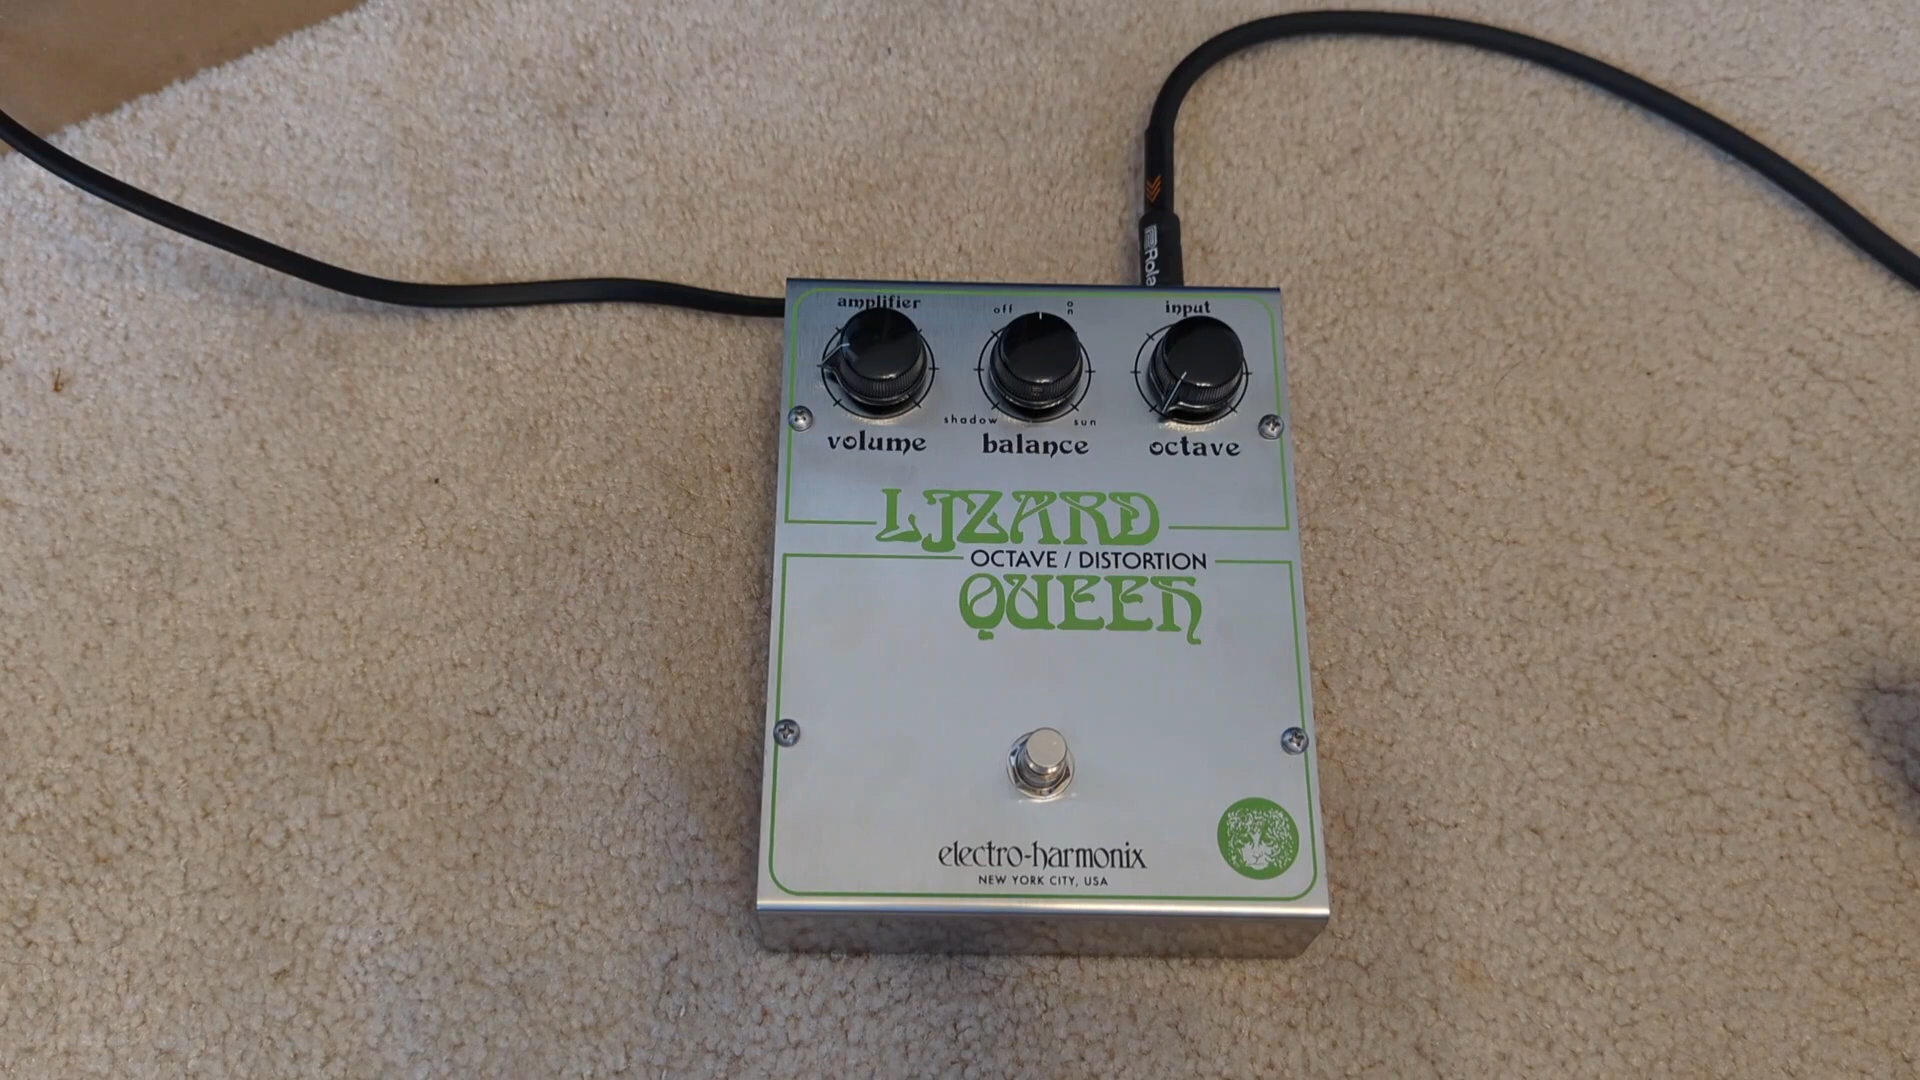 amplifier
off
on
input
shadow
sun
volume
balance
octave
LIZARD
OCTAVE / DISTORTION
QUEEN
electro-harmonix
NEW YORK CITY, USA